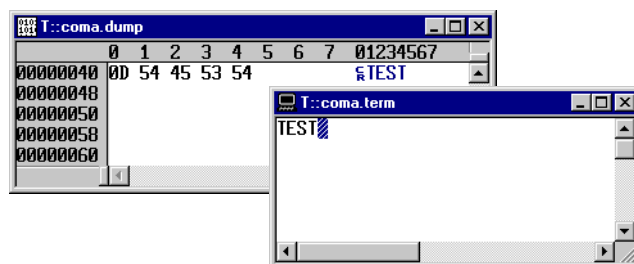 T::coma.dump
0 1 2 3 4 5 6 7 01234567
00000040 0D 54 45 53 54 ␍TEST
00000048
00000050
00000058
00000060
T::coma.term
TEST